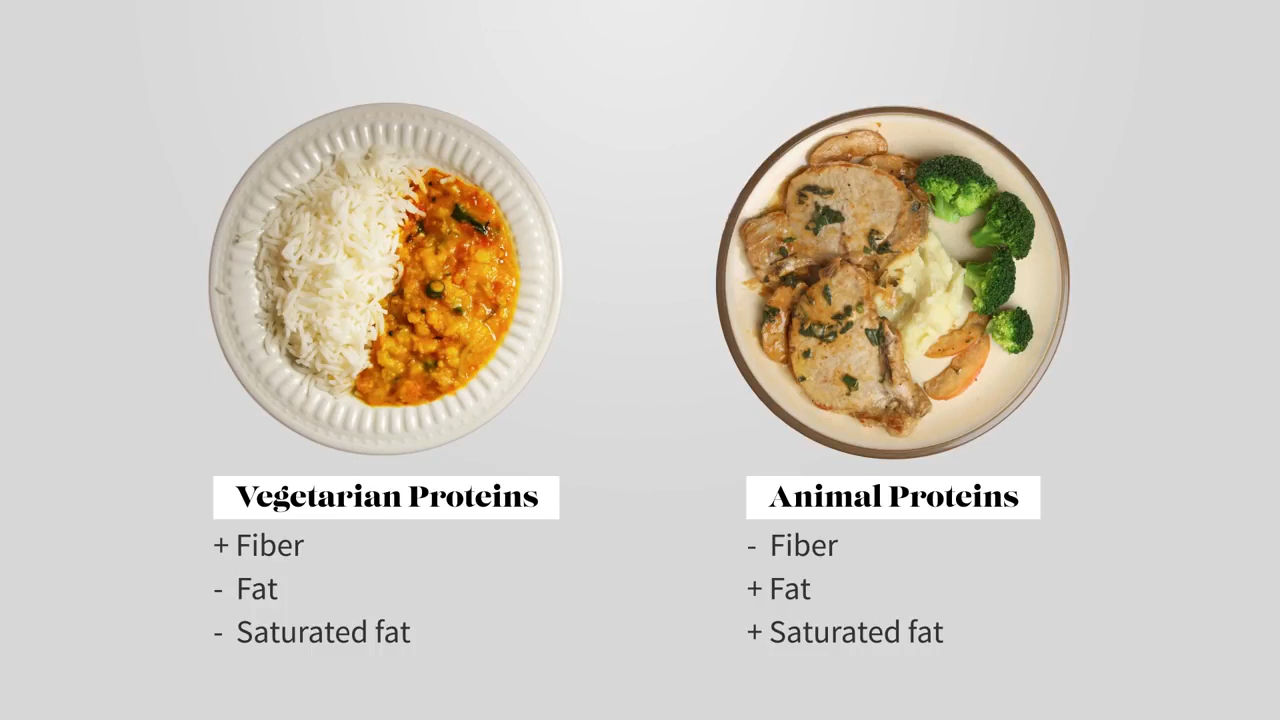 Vegetarian Proteins
+ Fiber
- Fat
- Saturated fat
Animal Proteins
- Fiber
+ Fat
+ Saturated fat